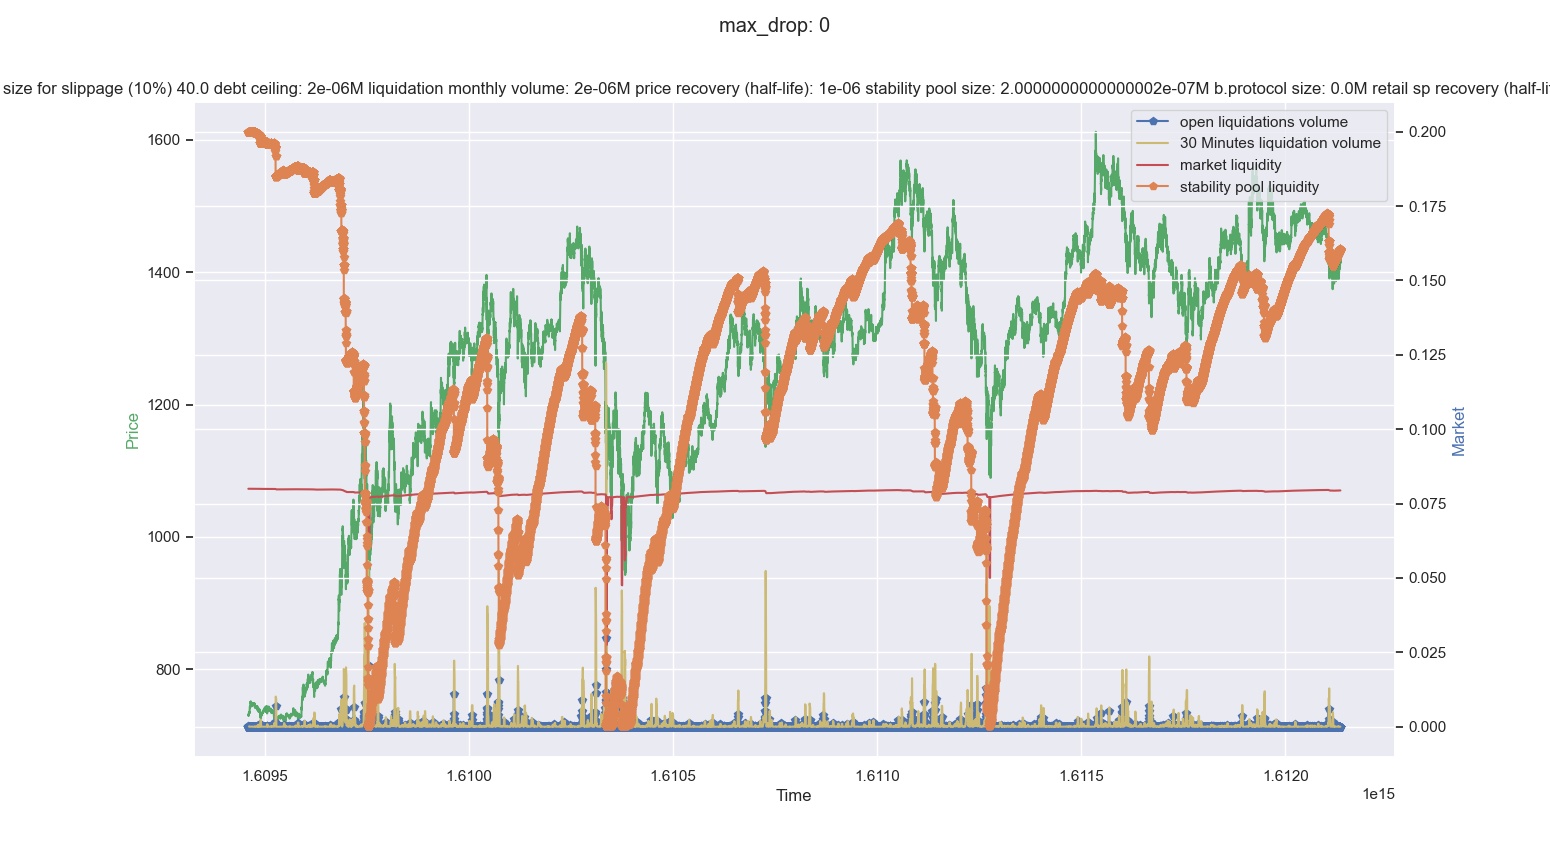 max_drop: 0
size for slippage (10%) 40.0 debt ceiling: 2e-06M liquidation monthly volume: 2e-06M price recovery (half-life): 1e-06 stability pool size: 2.0000000000000002e-07M b.protocol size: 0.0M retail sp recovery (half-li
open liquidations volume
30 Minutes liquidation volume
market liquidity
stability pool liquidity
1600
1400
1200
1000
800
Price
0.200
0.175
0.150
0.125
0.100
0.075
0.050
0.025
0.000
Market
1.6095
1.6100
1.6105
1.6110
1.6115
1.6120
1e15
Time